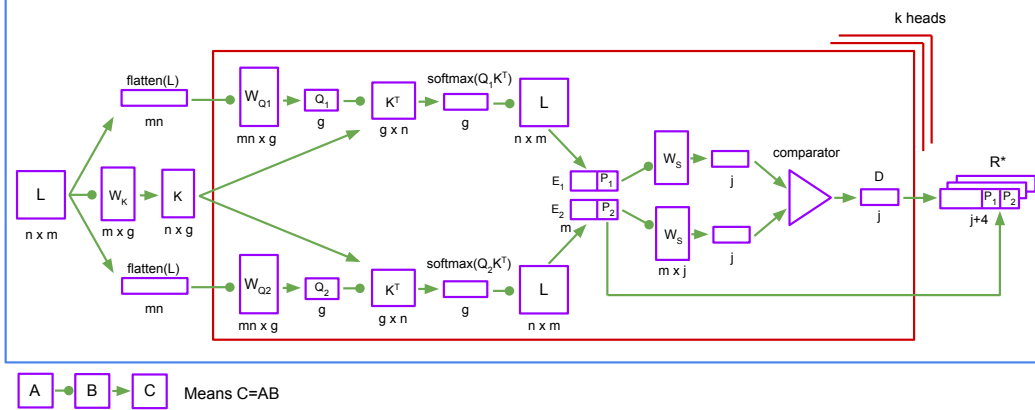 k heads
flatten(L)
mn
W_Q1
mn x g
Q_1
g
K^T
g x n
softmax(Q_1K^T)
g
L
n x m
L
n x m
W_K
m x g
K
n x g
E_1
P_1
E_2
P_2
m
W_S
j
W_S
m x j
j
comparator
D
j
R*
P_1
P_2
j+4
flatten(L)
mn
W_Q2
mn x g
Q_2
g
K^T
g x n
softmax(Q_2K^T)
g
L
n x m
A
B
C
Means C=AB